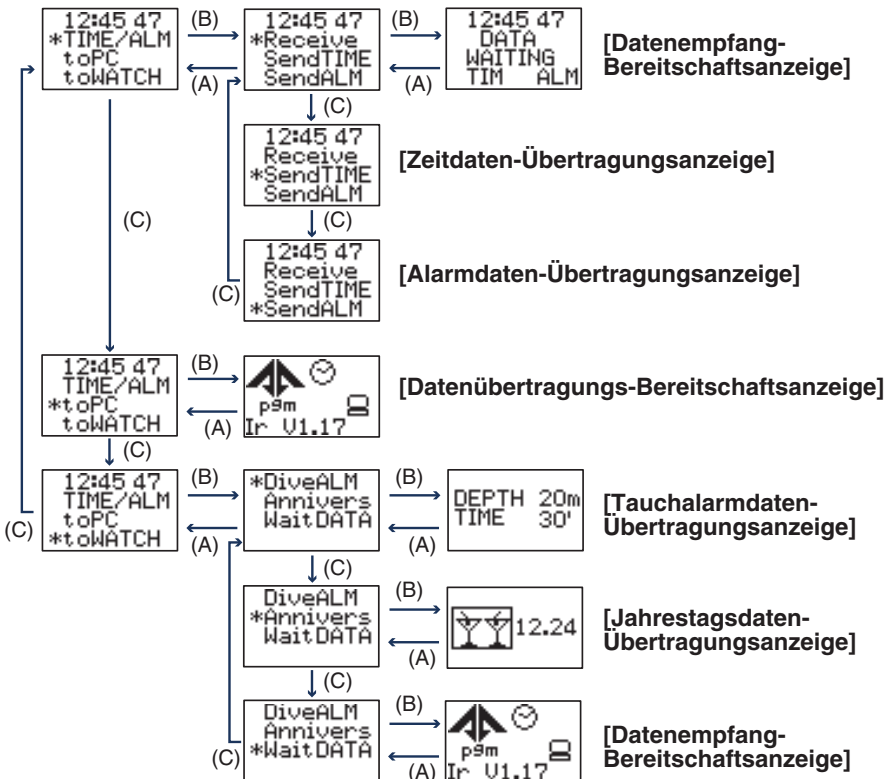 12:45 47
*TIME/ALM
toPC
toWATCH
(B)
(A)
12:45 47
*Receive
SendTIME
SendALM
(B)
(A)
12:45 47
DATA
WAITING
TIM ALM
[Datenempfang-
Bereitschaftsanzeige]
(C)
12:45 47
Receive
*SendTIME
SendALM
[Zeitdaten-Übertragungsanzeige]
(C)
(C)
12:45 47
Receive
SendTIME
*SendALM
(C)
[Alarmdaten-Übertragungsanzeige]
12:45 47
TIME/ALM
*toPC
toWATCH
(B)
(A)
p9m
Ir V1.17
[Datenübertragungs-Bereitschaftsanzeige]
(C)
12:45 47
TIME/ALM
toPC
*toWATCH
(C)
(B)
(A)
*DiveALM
Annivers
WaitDATA
(B)
(A)
DEPTH 20m
TIME 30'
[Tauchalarmdaten-
Übertragungsanzeige]
(C)
DiveALM
*Annivers
WaitDATA
(B)
(A)
12.24
[Jahrestagsdaten-
Übertragungsanzeige]
(C)
DiveALM
Annivers
*WaitDATA
(C)
(B)
(A)
p9m
Ir V1.17
[Datenempfang-
Bereitschaftsanzeige]